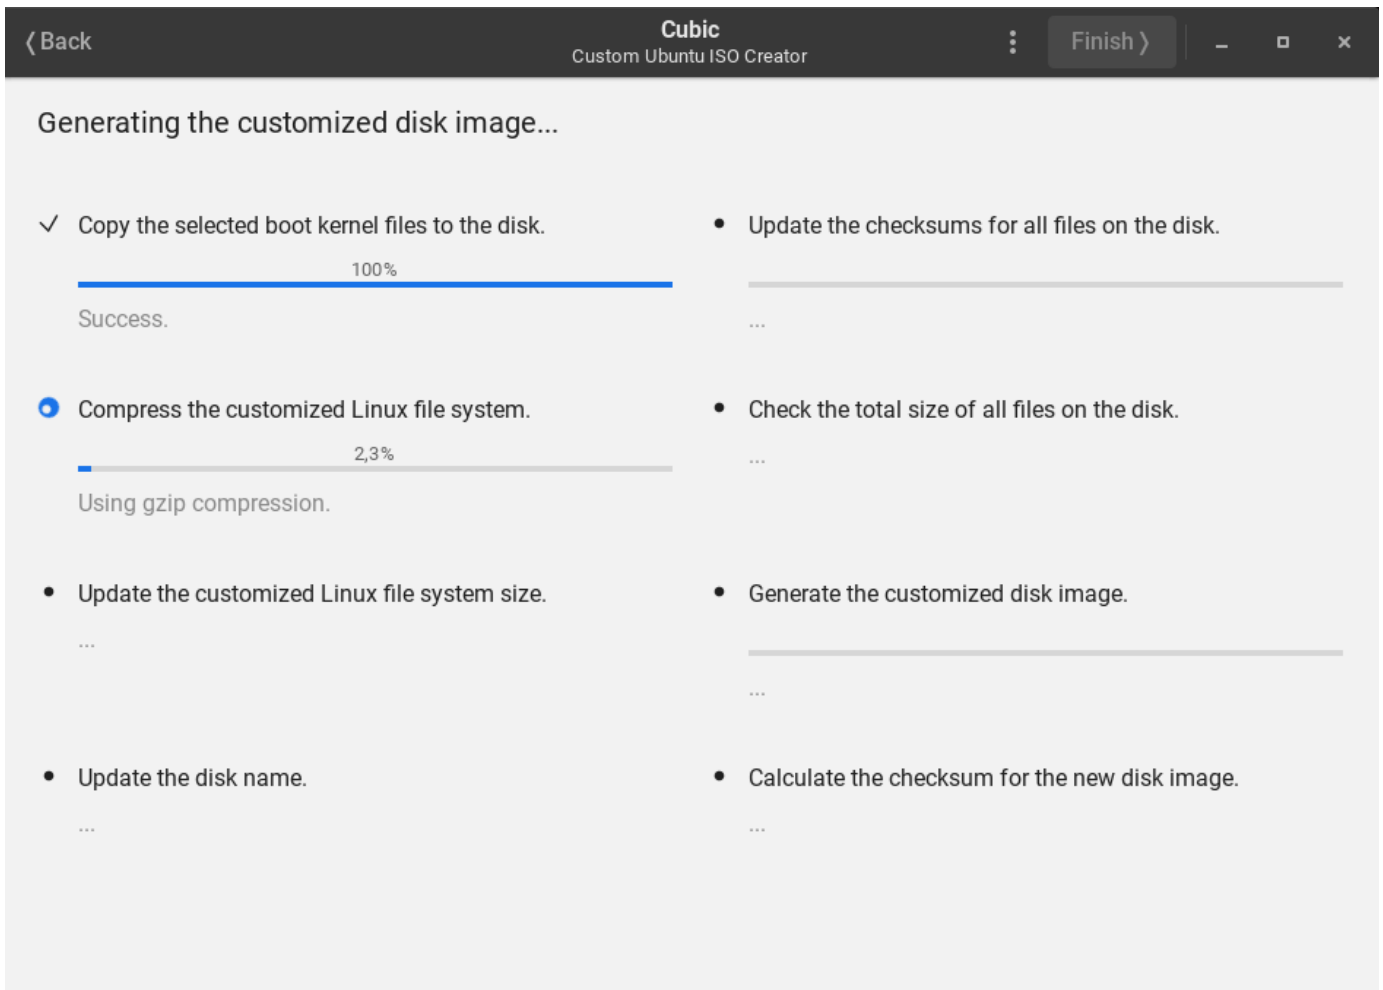 Back
Cubic
Custom Ubuntu ISO Creator
Finish
Generating the customized disk image...
Copy the selected boot kernel files to the disk.
100%
Success.
Compress the customized Linux file system.
2,3%
Using gzip compression.
Update the customized Linux file system size.
...
Update the disk name.
...
Update the checksums for all files on the disk.
...
Check the total size of all files on the disk.
...
Generate the customized disk image.
...
Calculate the checksum for the new disk image.
...